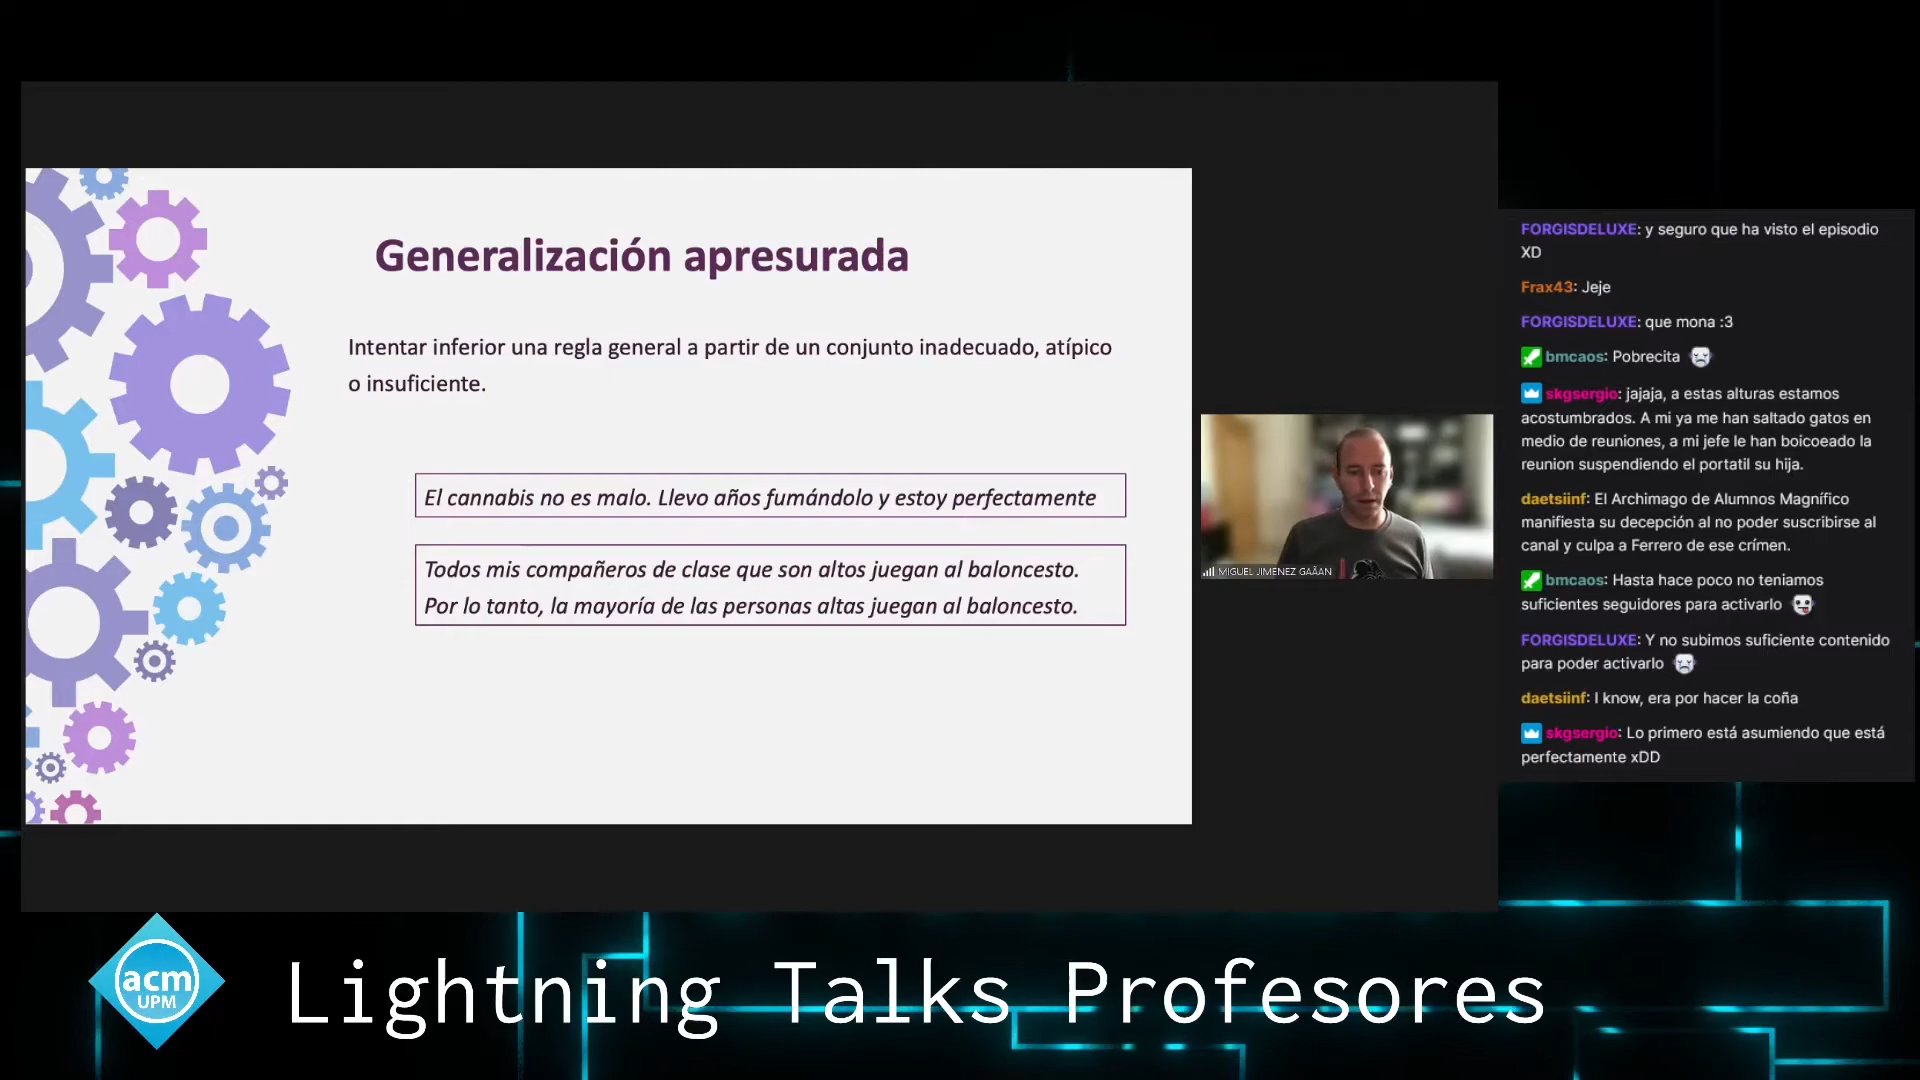 Generalización apresurada
Intentar inferior una regla general a partir de un conjunto inadecuado, atípico
o insuficiente.
El cannabis no es malo. Llevo años fumándolo y estoy perfectamente
Todos mis compañeros de clase que son altos juegan al baloncesto.
Por lo tanto, la mayoría de las personas altas juegan al baloncesto.
MIGUEL JIMENEZ GAÃAN
FORGISDELUXE: y seguro que ha visto el episodio
XD
Frax43: Jeje
FORGISDELUXE: que mona :3
bmcaos: Pobrecita
skgsergio: jajaja, a estas alturas estamos
acostumbrados. A mi ya me han saltado gatos en
medio de reuniones, a mi jefe le han boicoeado la
reunion suspendiendo el portatil su hija.
daetsiinf: El Archimago de Alumnos Magnífico
manifiesta su decepción al no poder suscribirse al
canal y culpa a Ferrero de ese crímen.
bmcaos: Hasta hace poco no teniamos
suficientes seguidores para activarlo
FORGISDELUXE: Y no subimos suficiente contenido
para poder activarlo
daetsiinf: I know, era por hacer la coña
skgsergio: Lo primero está asumiendo que está
perfectamente xDD
acm
UPM
Lightning Talks Profesores